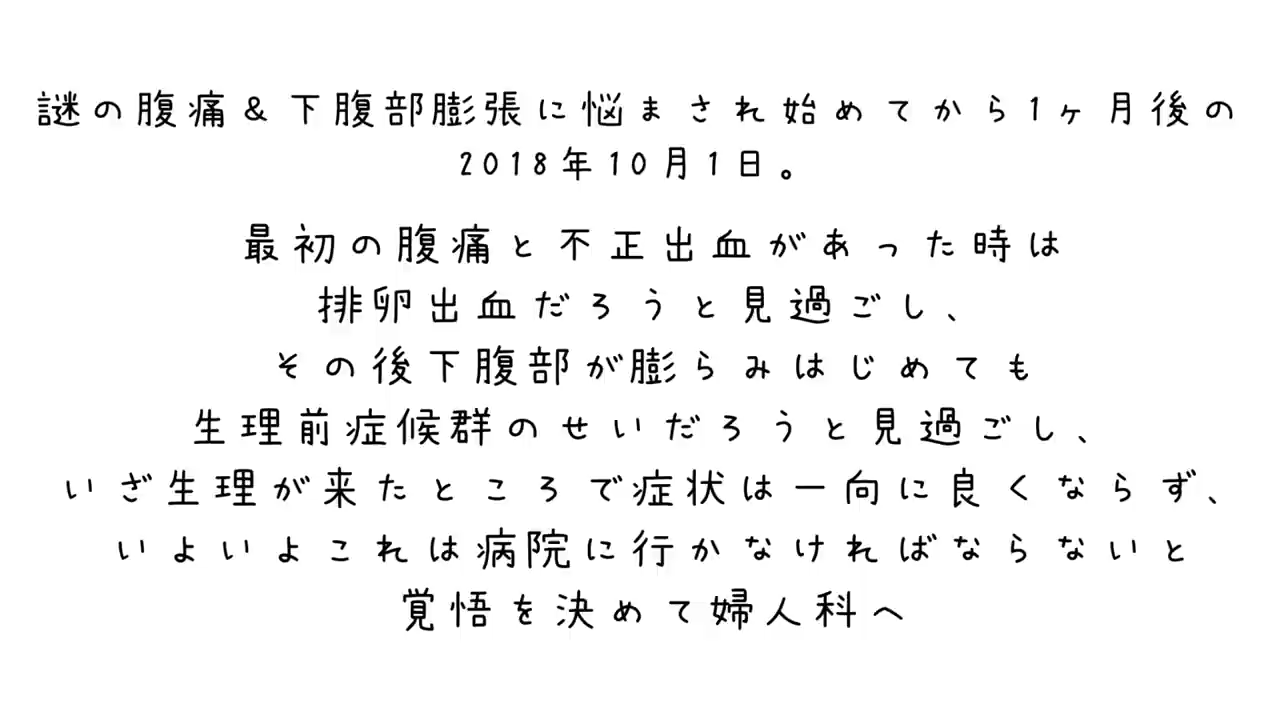 謎の腹痛＆下腹部膨張に悩まされ始めてから1ヶ月後の
2018年10月1日。
最初の腹痛と不正出血があった時は
排卵出血だろうと見過ごし、
その後下腹部が膨らみはじめても
生理前症候群のせいだろうと見過ごし、
いざ生理が来たところで症状は一向に良くならず、
いよいよこれは病院に行かなければならないと
覚悟を決めて婦人科へ